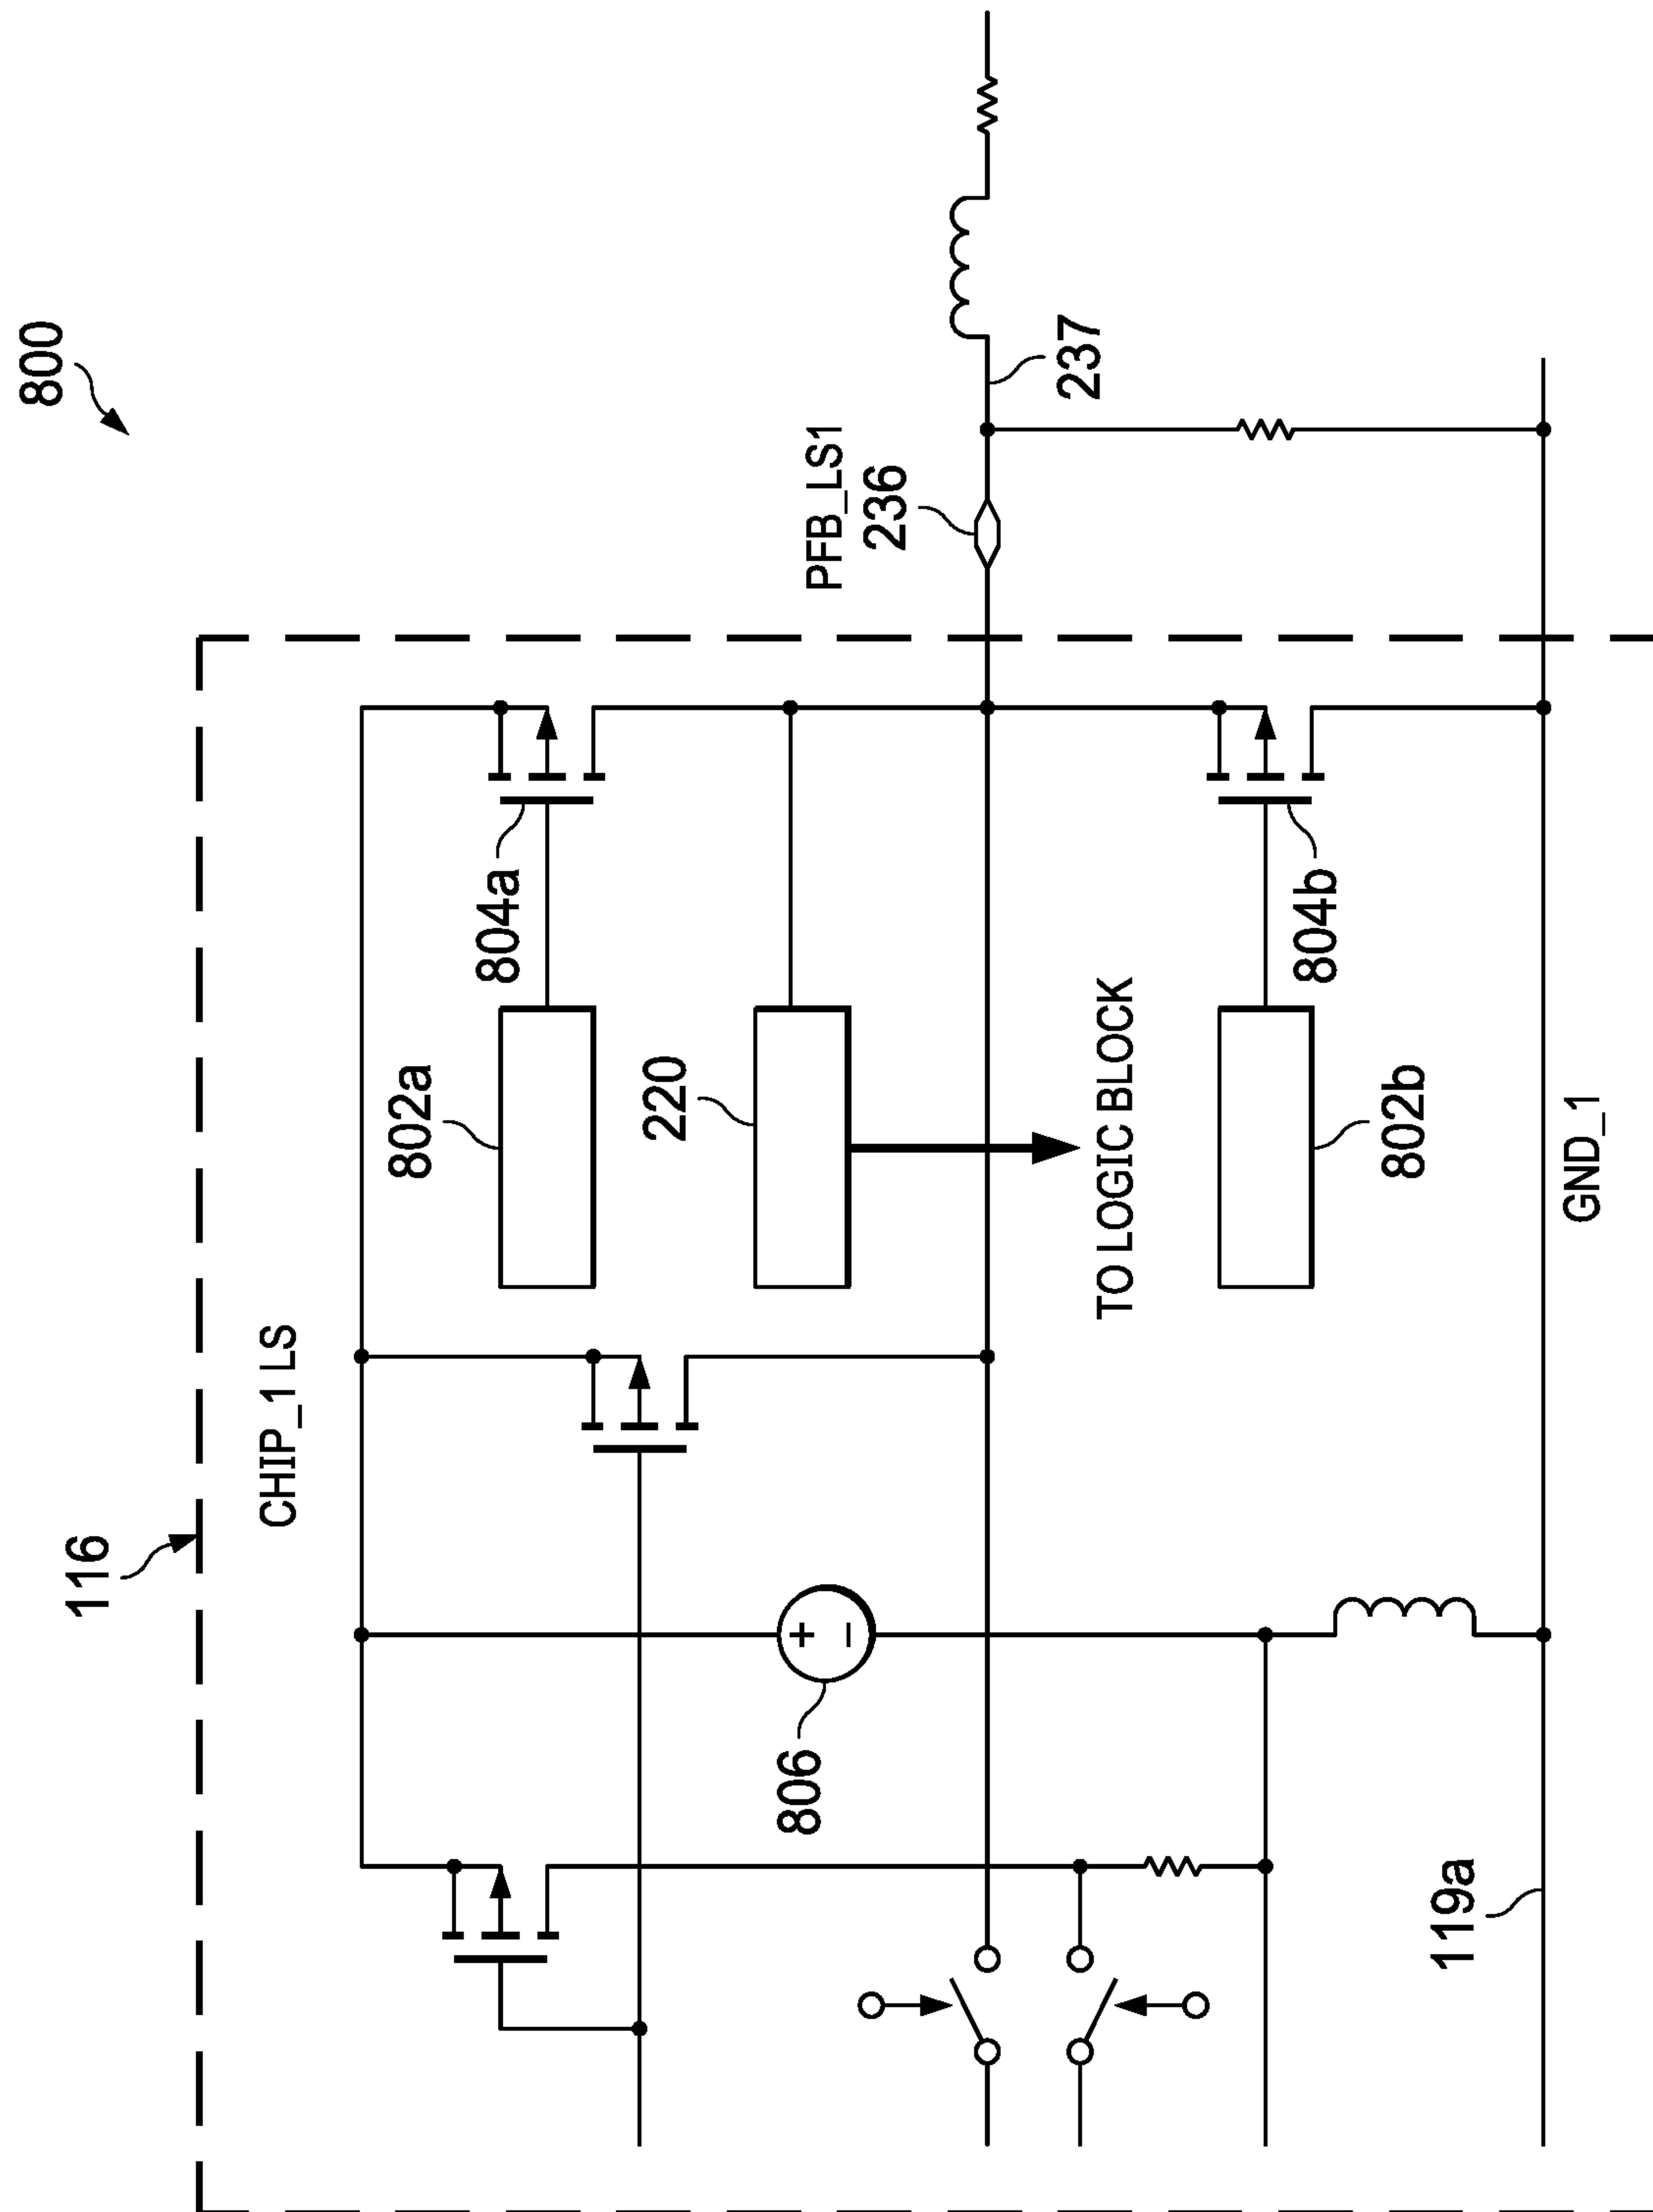 800
116
CHIP_1 LS
PFB_LS1
236
237
804a
802a
220
TO LOGIC BLOCK
804b
802b
806
119a
GND_1
+
−